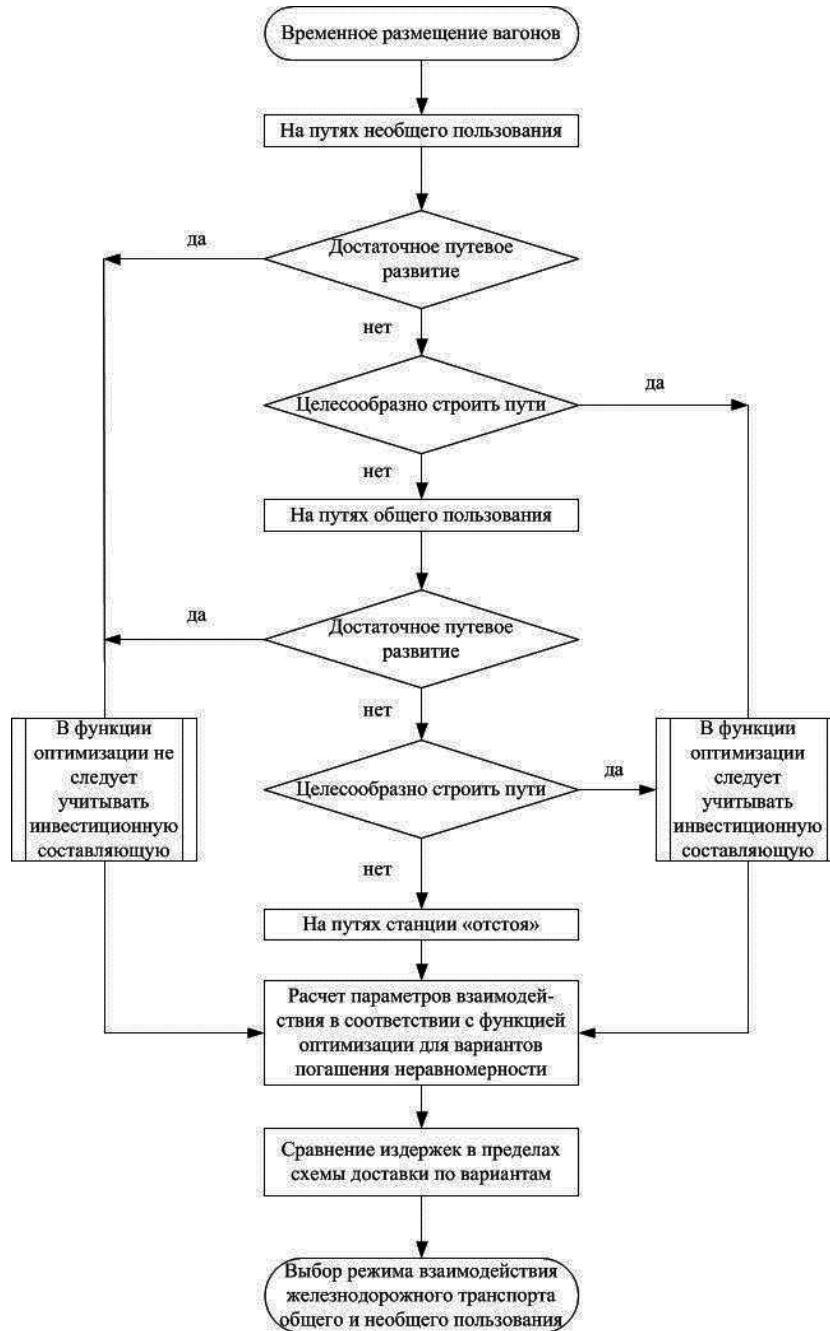 Временное размещение вагонов
На путях необщего пользования
да
Достаточное путевое
развитие
нет
Целесообразно строить пути
да
нет
На путях общего пользования
да
Достаточное путевое
развитие
нет
В функции
оптимизации не
следует
учитывать
инвестиционную
составляющую
Целесообразно строить пути
да
В функции
оптимизации
следует
учитывать
инвестиционную
составляющую
нет
На путях станции «отстоя»
Расчет параметров взаимодей-
ствия в соответствии с функцией
оптимизации для вариантов
погашения неравномерности
Сравнение издержек в пределах
схемы доставки по вариантам
Выбор режима взаимодействия
железнодорожного транспорта
общего и необщего пользования